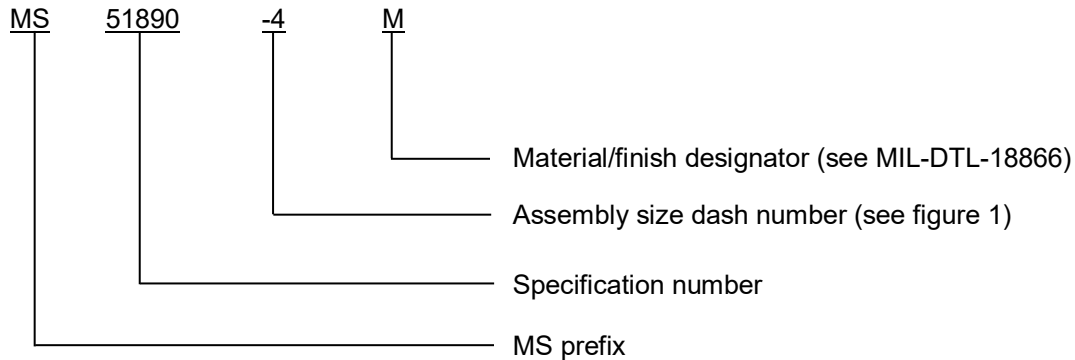 MS 51890 -4 M
Material/finish designator (see MIL-DTL-18866)
Assembly size dash number (see figure 1)
Specification number
MS prefix